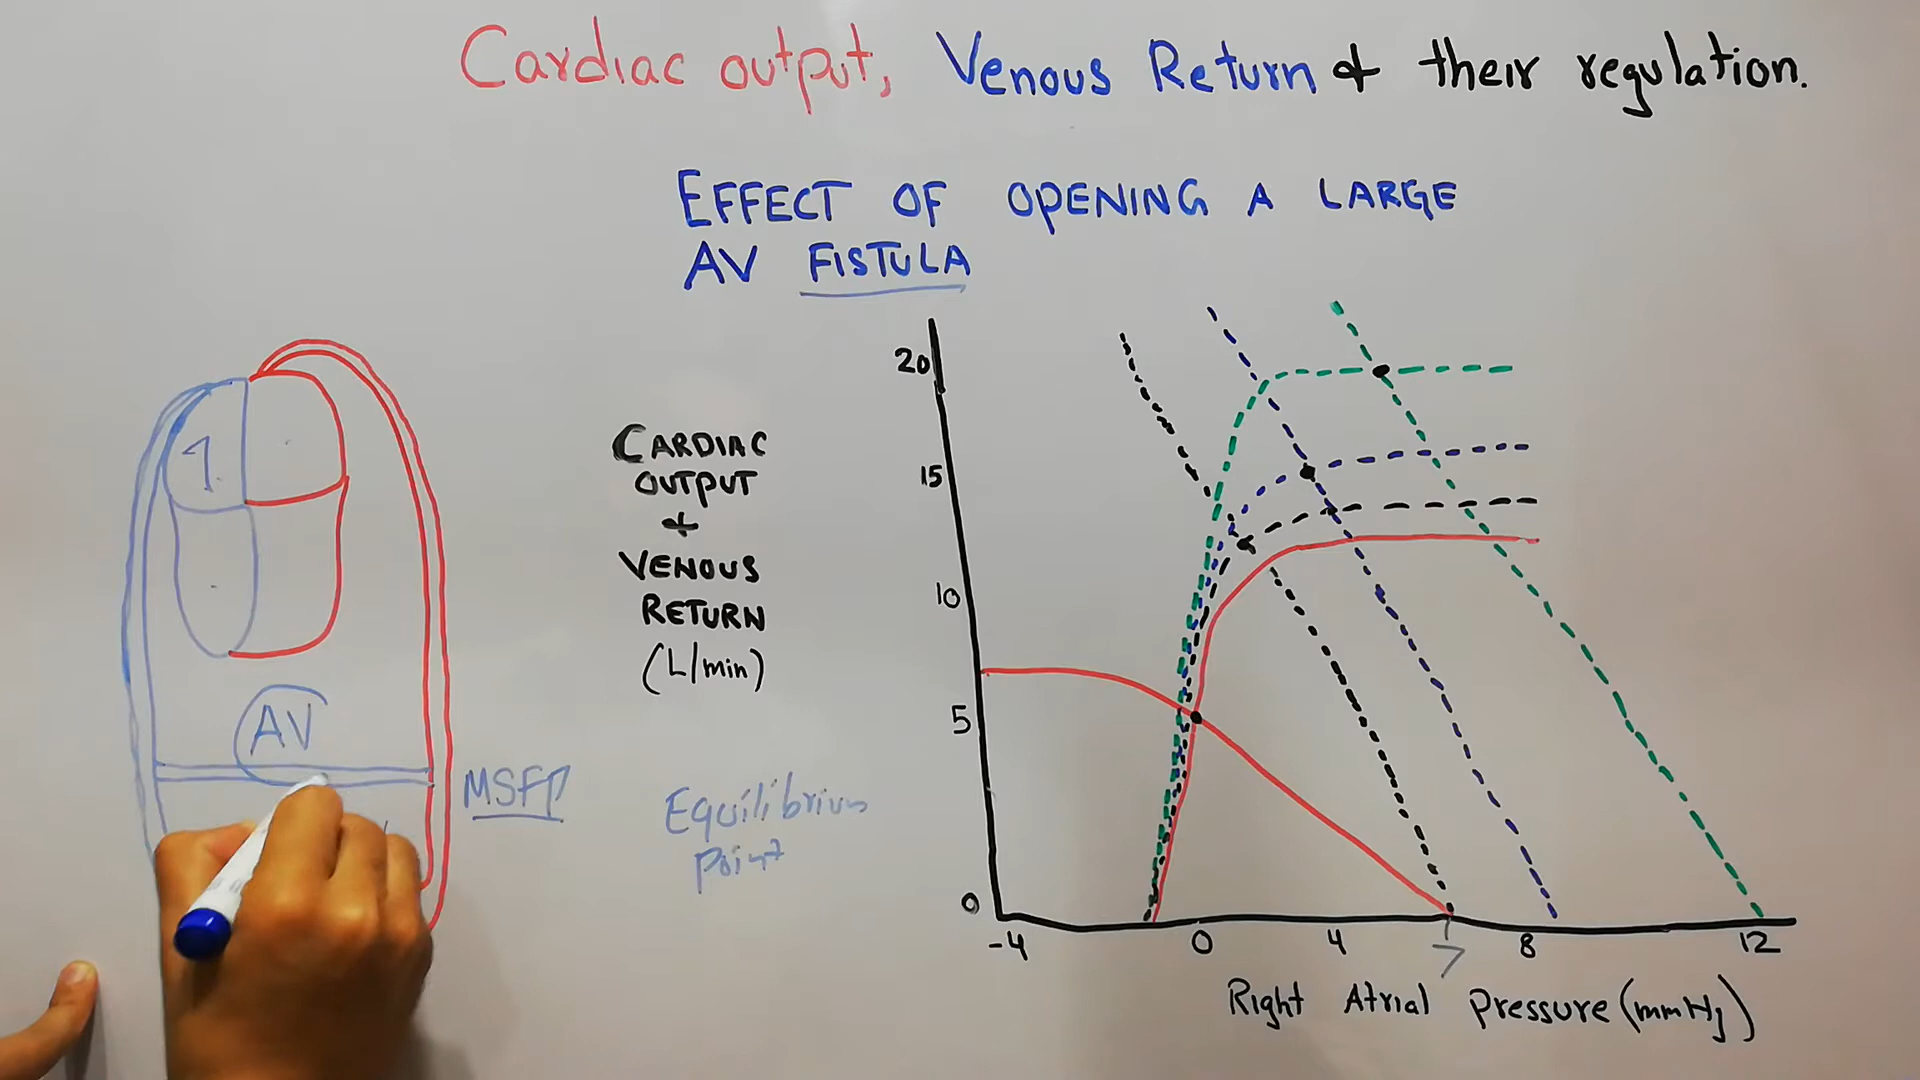 Cardiac output, Venous Return & their regulation.
EFFECT OF OPENING A LARGE
AV FISTULA
1
AV
MSFP
Equilibrium
point
CARDIAC
OUTPUT
&
VENOUS
RETURN
(L/min)
20
15
10
5
0
-4 0 4 7 8 12
Right Atrial Pressure (mmHg)